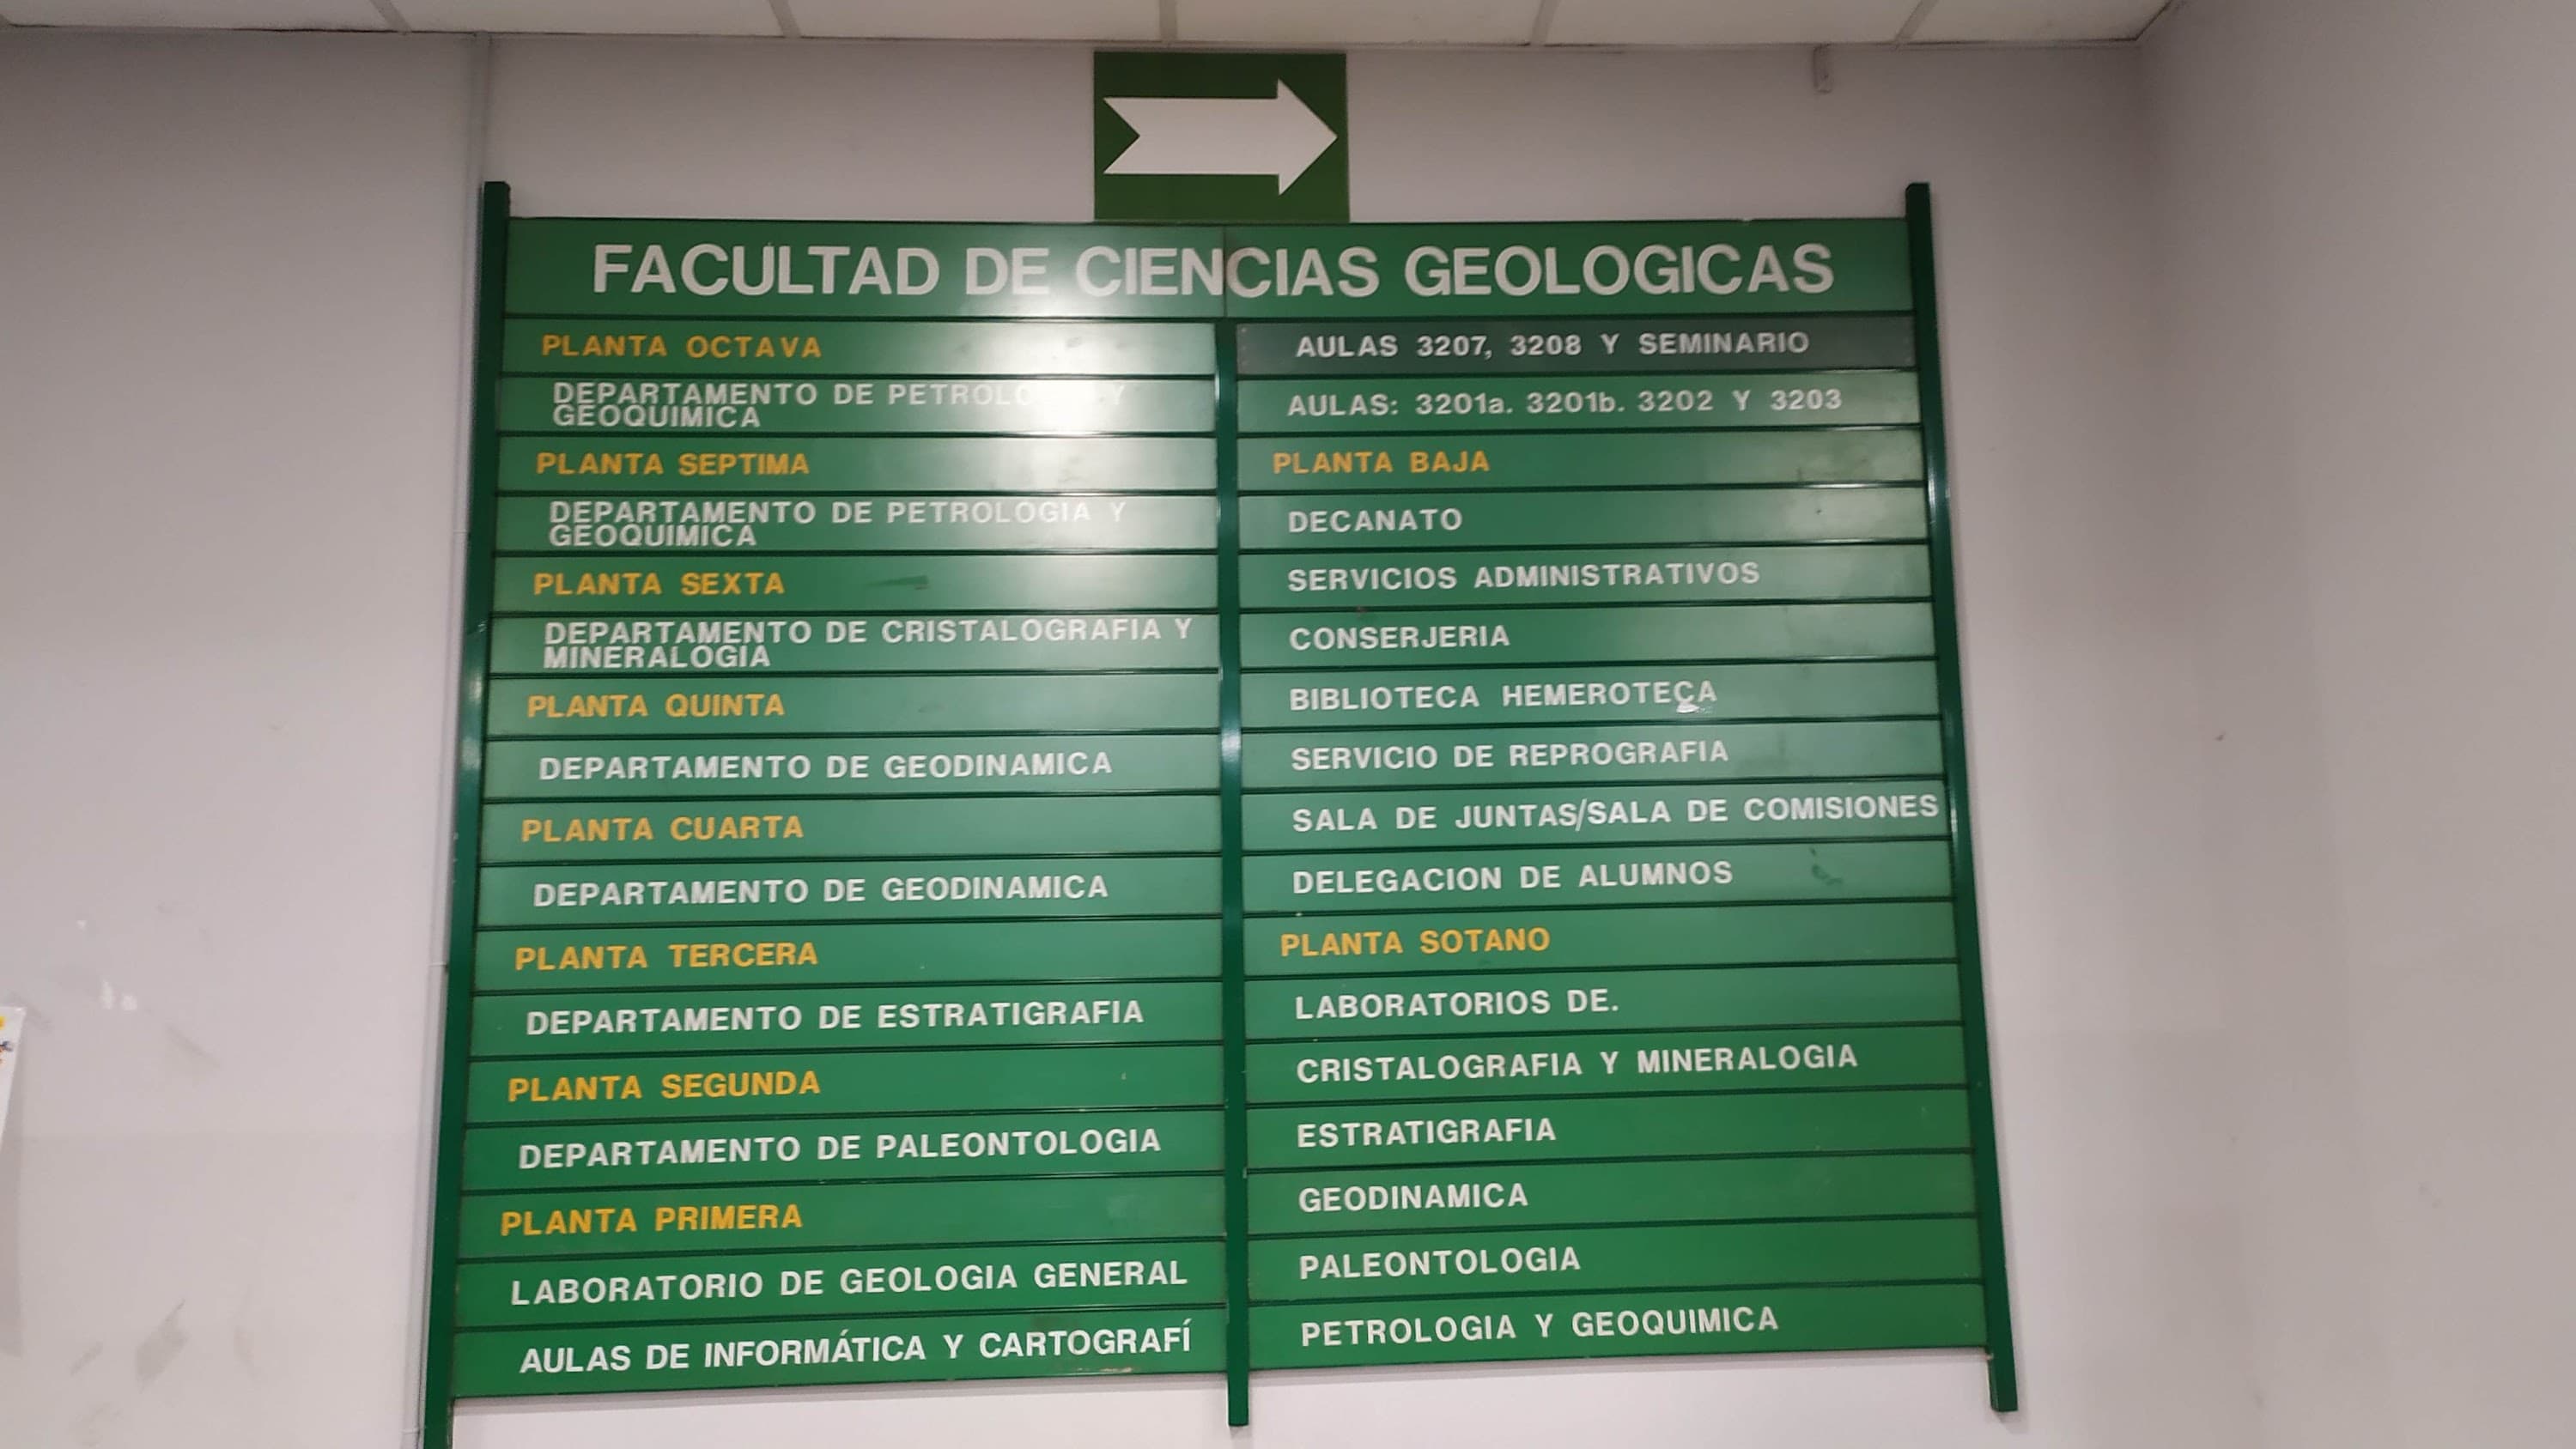 FACULTAD DE CIENCIAS GEOLOGICAS
PLANTA OCTAVA
DEPARTAMENTO DE PETROLOGIA Y
GEOQUIMICA
PLANTA SEPTIMA
DEPARTAMENTO DE PETROLOGIA Y
GEOQUIMICA
PLANTA SEXTA
DEPARTAMENTO DE CRISTALOGRAFIA Y
MINERALOGIA
PLANTA QUINTA
DEPARTAMENTO DE GEODINAMICA
PLANTA CUARTA
DEPARTAMENTO DE GEODINAMICA
PLANTA TERCERA
DEPARTAMENTO DE ESTRATIGRAFIA
PLANTA SEGUNDA
DEPARTAMENTO DE PALEONTOLOGIA
PLANTA PRIMERA
LABORATORIO DE GEOLOGIA GENERAL
AULAS DE INFORMÁTICA Y CARTOGRAFÍ
AULAS 3207, 3208 Y SEMINARIO
AULAS: 3201a. 3201b. 3202 Y 3203
PLANTA BAJA
DECANATO
SERVICIOS ADMINISTRATIVOS
CONSERJERIA
BIBLIOTECA HEMEROTECA
SERVICIO DE REPROGRAFIA
SALA DE JUNTAS/SALA DE COMISIONES
DELEGACION DE ALUMNOS
PLANTA SOTANO
LABORATORIOS DE.
CRISTALOGRAFIA Y MINERALOGIA
ESTRATIGRAFIA
GEODINAMICA
PALEONTOLOGIA
PETROLOGIA Y GEOQUIMICA